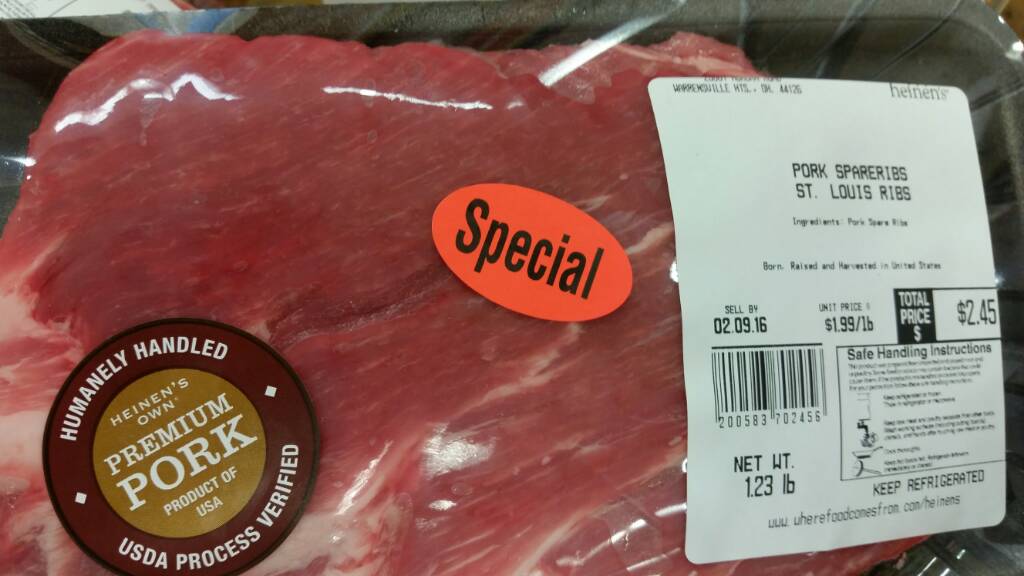 WARRENSVILLE HTS., OH. 44126
heinen's
PORK SPARERIBS
ST. LOUIS RIBS
Ingredients: Pork Spare Ribs
Born, Raised and Harvested in United States
SELL BY
02.09.16
UNIT PRICE
$1.99/lb
TOTAL
PRICE
$
$2.45
Safe Handling Instructions
200583 702456
NET WT.
1.23 lb
KEEP REFRIGERATED
www.wherefoodcomesfrom.com/heinens
Special
HUMANELY HANDLED
HEINEN'S
OWN
PREMIUM
PORK
PRODUCT OF
USA
USDA PROCESS VERIFIED